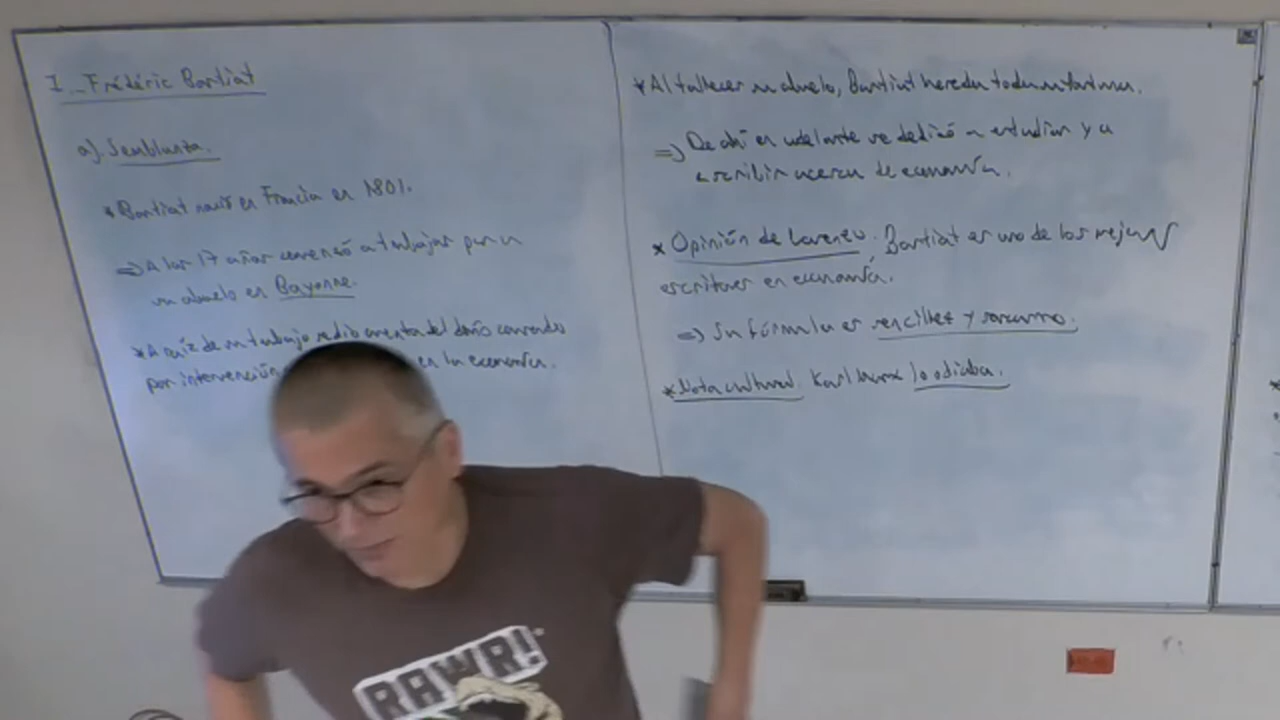 I._ Frédéric Bastiat
a). Semblanza.
* Bastiat nació en Francia en 1801.
=> A los 17 años comenzó a trabajar para
su abuelo en Bayonne.
* A raíz de su trabajo se dio cuenta del daño causado
por intervención en la economía.
* Al fallecer su abuelo, Bastiat hereda toda su fortuna.
=> De ahí en adelante se dedicó a estudiar y a
escribir acerca de economía.
* Opinión de Lorenzo. Bastiat es uno de los mejores
escritores en economía.
=> Su fórmula es sencillez y sarcasmo.
* Nota cultural. Karl Marx lo odiaba.
RAWR!